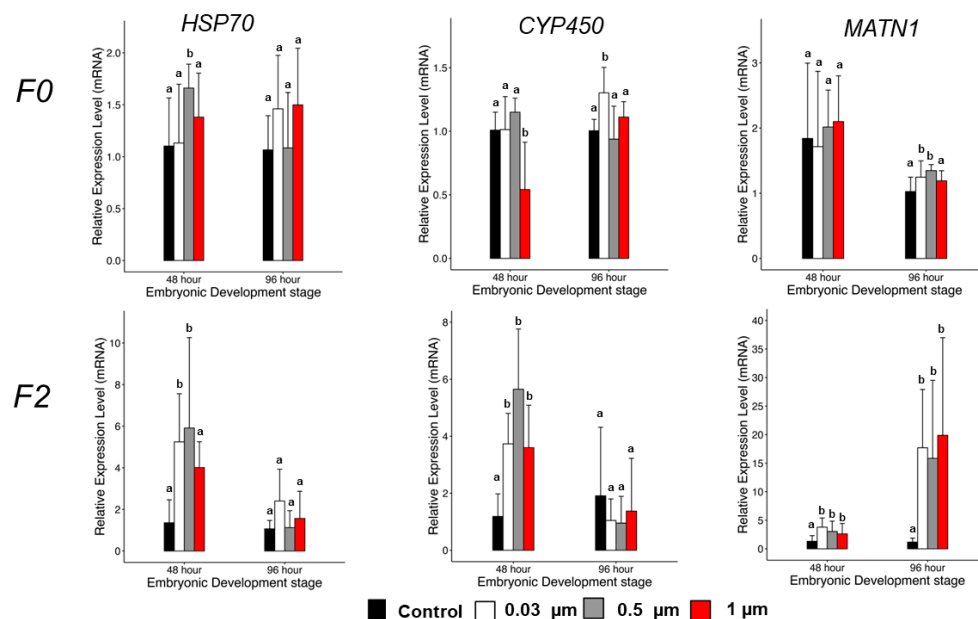 HSP70 CYP450 MATN1
F0
Relative Expression Level (mRNA)
2.0
1.5
1.0
0.5
0.0
a a b a a a a a
48 hour 96 hour
Embryonic Development stage
Relative Expression Level (mRNA)
1.5
1.0
0.5
0.0
a a a b a b a a
48 hour 96 hour
Embryonic Development stage
Relative Expression Level (mRNA)
3
2
1
0
a a a a a b b a
48 hour 96 hour
Embryonic Development stage
F2
Relative Expression Level (mRNA)
10
8
6
4
2
0
a b b a a a a a
48 hour 96 hour
Embryonic Development stage
Relative Expression Level (mRNA)
8
6
4
2
0
a b b b a a a a
48 hour 96 hour
Embryonic Development stage
Relative Expression Level (mRNA)
40
35
30
25
20
15
10
5
0
a b b b a b b b
48 hour 96 hour
Embryonic Development stage
Control 0.03 μm 0.5 μm 1 μm